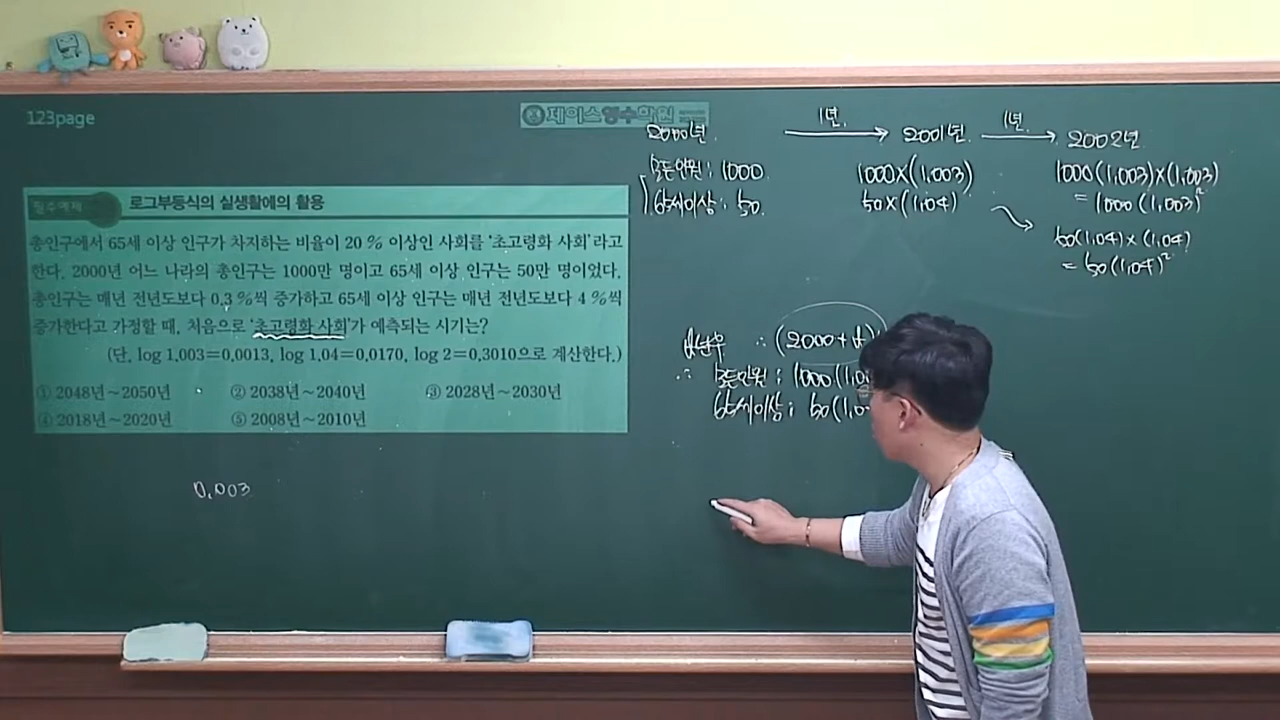 123page
제이스영수학원
필수예제 로그부등식의 실생활에의 활용
총인구에서 65세 이상 인구가 차지하는 비율이 20 % 이상인 사회를 '초고령화 사회'라고
한다. 2000년 어느 나라의 총인구는 1000만 명이고 65세 이상 인구는 50만 명이었다.
총인구는 매년 전년도보다 0.3 %씩 증가하고 65세 이상 인구는 매년 전년도보다 4 %씩
증가한다고 가정할 때, 처음으로 '초고령화 사회'가 예측되는 시기는?
(단, log 1.003=0.0013, log 1.04=0.0170, log 2=0.3010으로 계산한다.)
① 2048년~2050년 ② 2038년~2040년 ③ 2028년~2030년
④ 2018년~2020년 ⑤ 2008년~2010년
0.003
2000년. 1년. 2001년. 1년. 2002년
모든인원 : 1000. 1000×(1.003) 1000(1.003)×(1.003)
65세이상 : 50. 50×(1.04) = 1000(1.003)²
50(1.04)×(1.04)
= 50(1.04)²
∴ (2000+
∴ 모든인원 : 1000(1.00
65세이상 : 50(1.0